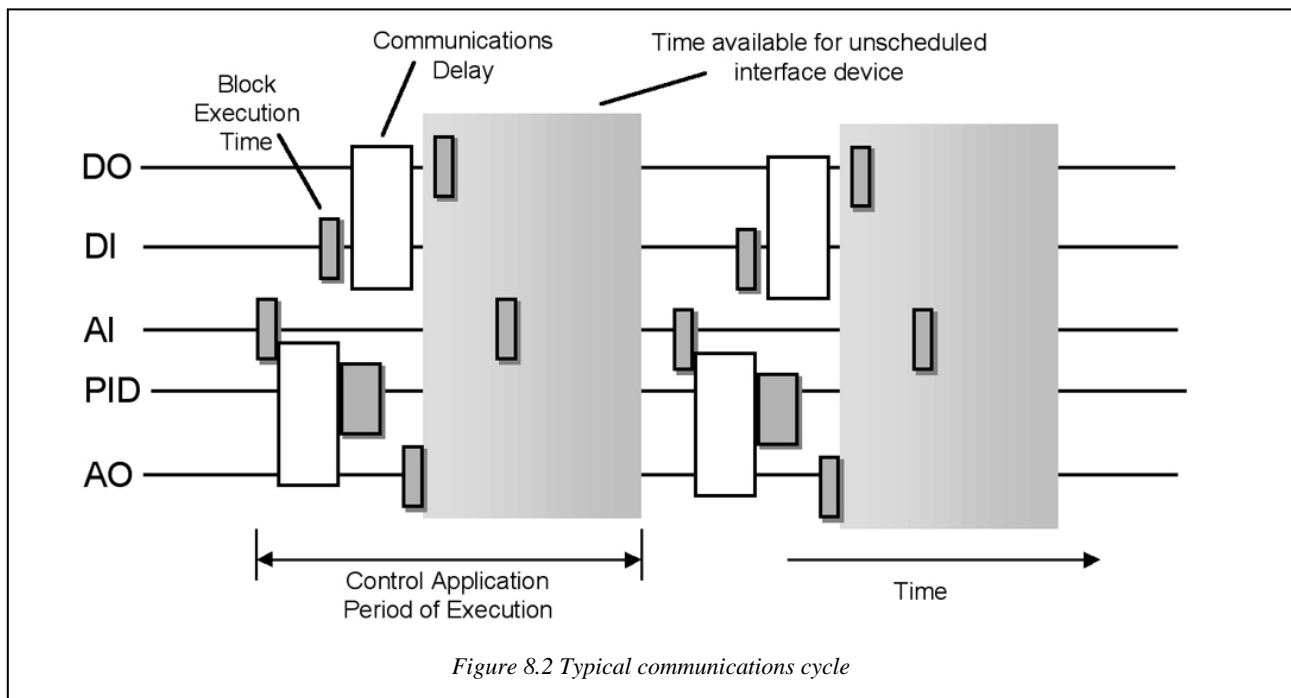 Communications
Delay
Time available for unscheduled
interface device
Block
Execution
Time
DO
DI
AI
PID
AO
Control Application
Period of Execution
Time
Figure 8.2 Typical communications cycle